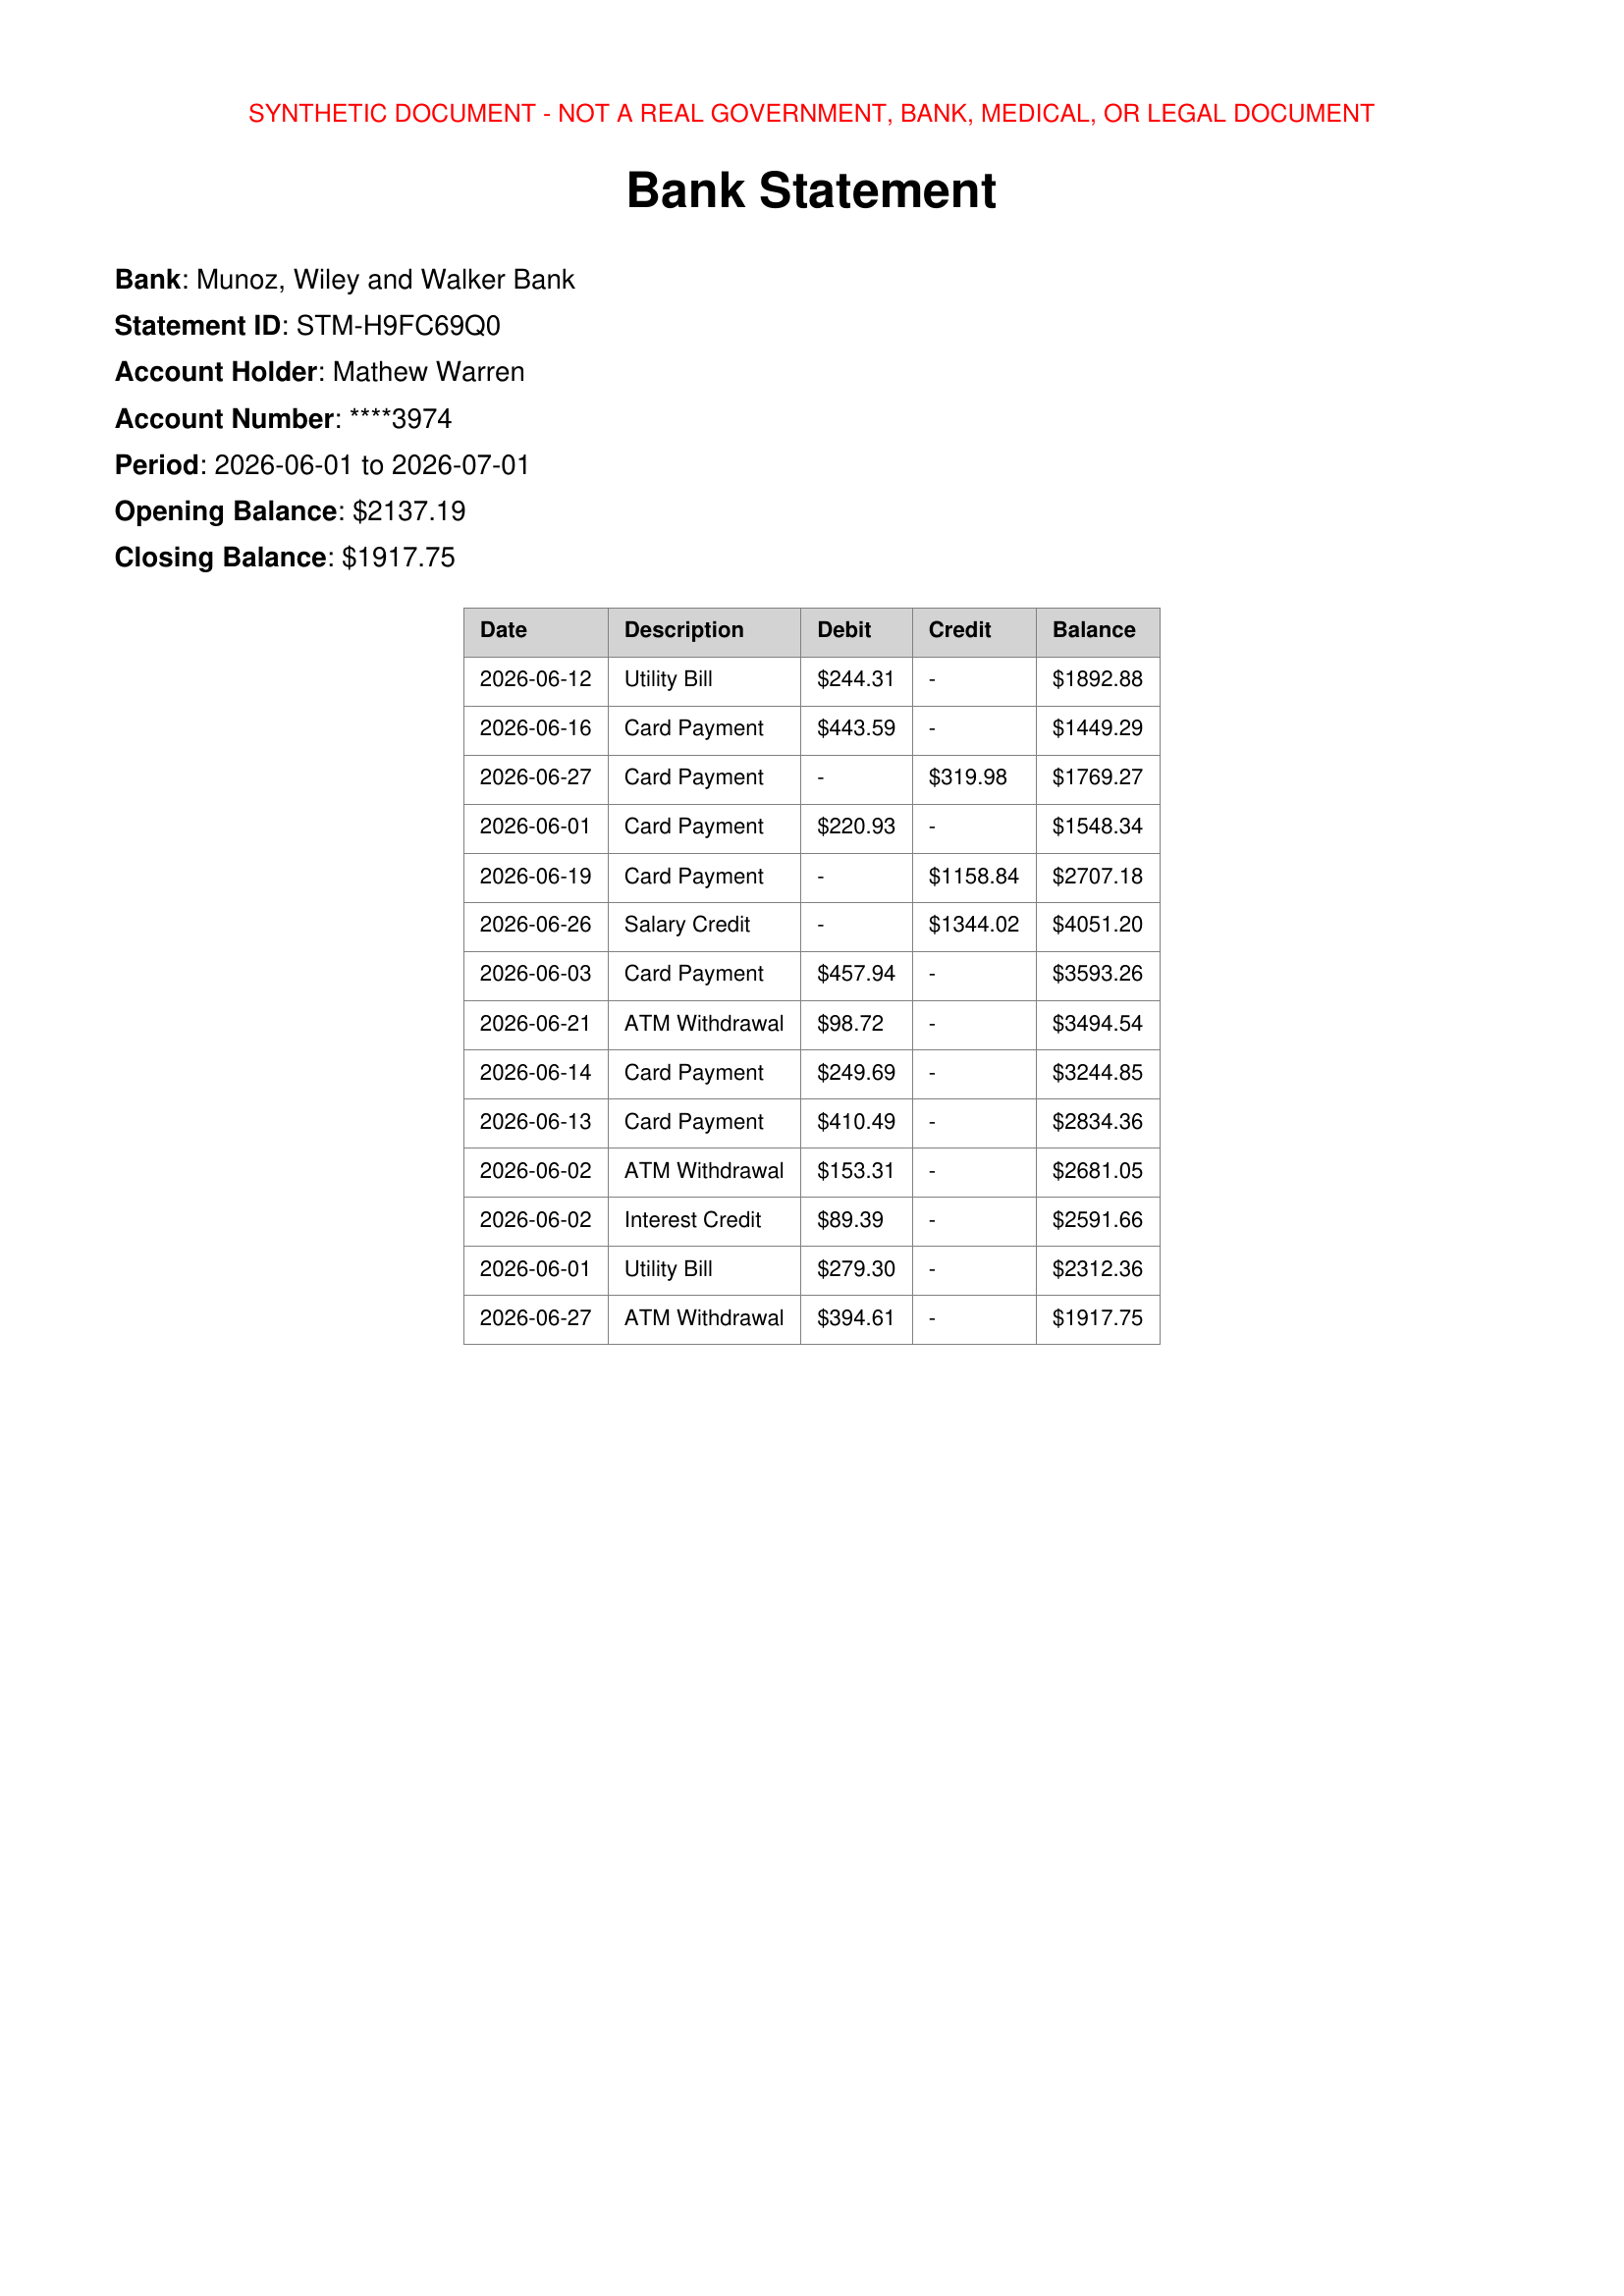 SYNTHETIC DOCUMENT - NOT A REAL GOVERNMENT, BANK, MEDICAL, OR LEGAL DOCUMENT
Bank Statement
Bank: Munoz, Wiley and Walker Bank
Statement ID: STM-H9FC69Q0
Account Holder: Mathew Warren
Account Number: ****3974
Period: 2026-06-01 to 2026-07-01
Opening Balance: $2137.19
Closing Balance: $1917.75
Date Description Debit Credit Balance
2026-06-12 Utility Bill $244.31 - $1892.88
2026-06-16 Card Payment $443.59 - $1449.29
2026-06-27 Card Payment - $319.98 $1769.27
2026-06-01 Card Payment $220.93 - $1548.34
2026-06-19 Card Payment - $1158.84 $2707.18
2026-06-26 Salary Credit - $1344.02 $4051.20
2026-06-03 Card Payment $457.94 - $3593.26
2026-06-21 ATM Withdrawal $98.72 - $3494.54
2026-06-14 Card Payment $249.69 - $3244.85
2026-06-13 Card Payment $410.49 - $2834.36
2026-06-02 ATM Withdrawal $153.31 - $2681.05
2026-06-02 Interest Credit $89.39 - $2591.66
2026-06-01 Utility Bill $279.30 - $2312.36
2026-06-27 ATM Withdrawal $394.61 - $1917.75